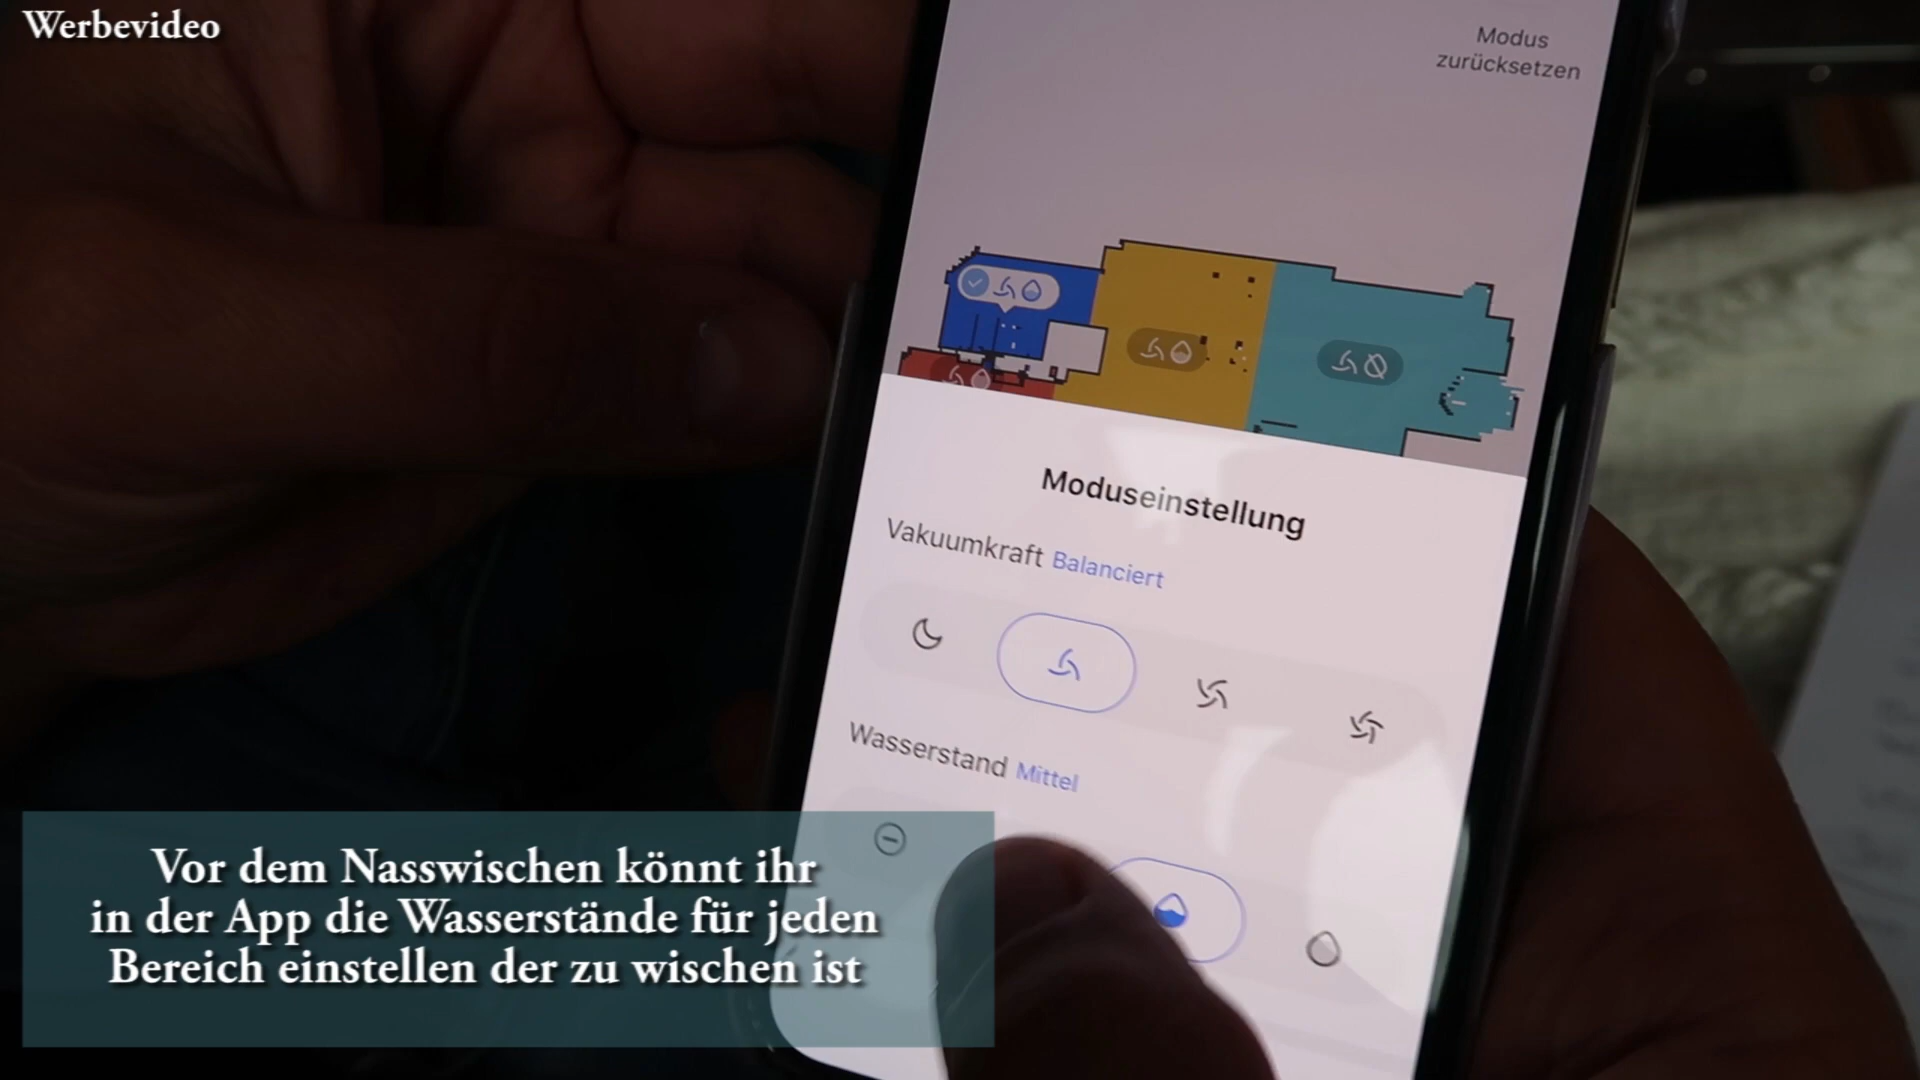 Werbevideo
Modus
zurücksetzen
Moduseinstellung
Vakuumkraft Balanciert
Wasserstand Mittel
Vor dem Nasswischen könnt ihr
in der App die Wasserstände für jeden
Bereich einstellen der zu wischen ist